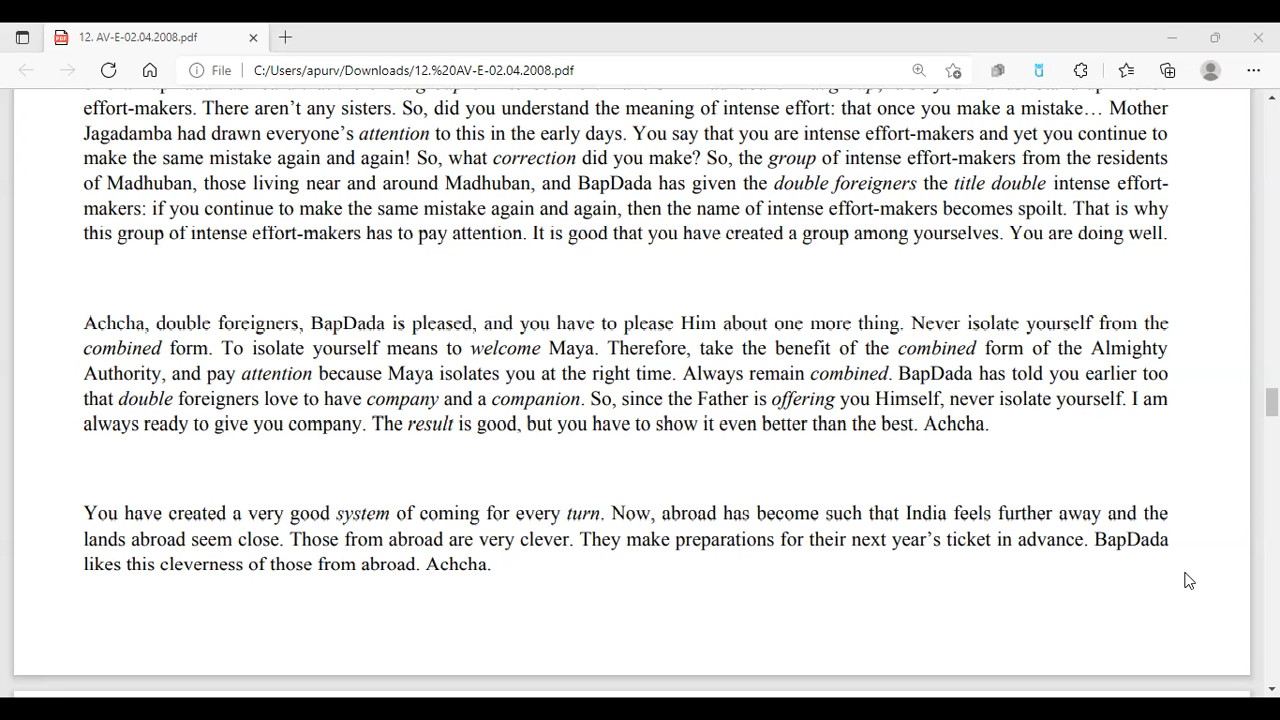 12. AV-E-02.04.2008.pdf
File C:/Users/apurv/Downloads/12.%20AV-E-02.04.2008.pdf
effort-makers. There aren't any sisters. So, did you understand the meaning of intense effort: that once you make a mistake… Mother
Jagadamba had drawn everyone's attention to this in the early days. You say that you are intense effort-makers and yet you continue to
make the same mistake again and again! So, what correction did you make? So, the group of intense effort-makers from the residents
of Madhuban, those living near and around Madhuban, and BapDada has given the double foreigners the title double intense effort-
makers: if you continue to make the same mistake again and again, then the name of intense effort-makers becomes spoilt. That is why
this group of intense effort-makers has to pay attention. It is good that you have created a group among yourselves. You are doing well.
Achcha, double foreigners, BapDada is pleased, and you have to please Him about one more thing. Never isolate yourself from the
combined form. To isolate yourself means to welcome Maya. Therefore, take the benefit of the combined form of the Almighty
Authority, and pay attention because Maya isolates you at the right time. Always remain combined. BapDada has told you earlier too
that double foreigners love to have company and a companion. So, since the Father is offering you Himself, never isolate yourself. I am
always ready to give you company. The result is good, but you have to show it even better than the best. Achcha.
You have created a very good system of coming for every turn. Now, abroad has become such that India feels further away and the
lands abroad seem close. Those from abroad are very clever. They make preparations for their next year's ticket in advance. BapDada
likes this cleverness of those from abroad. Achcha.